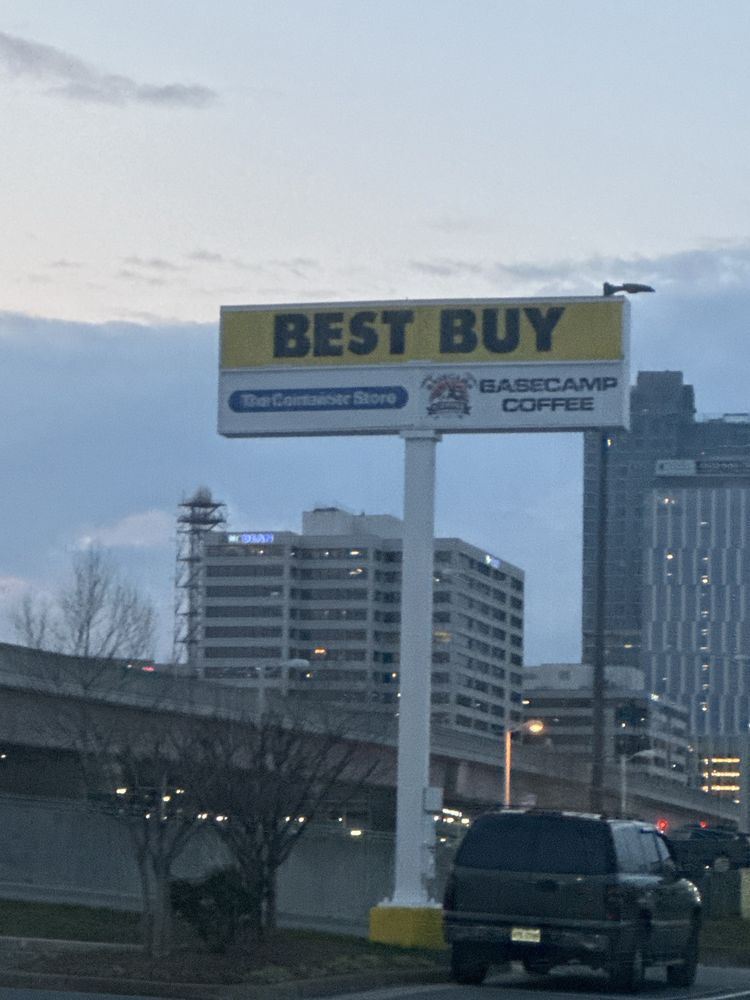 BEST BUY
The Container Store
BASECAMP
COFFEE